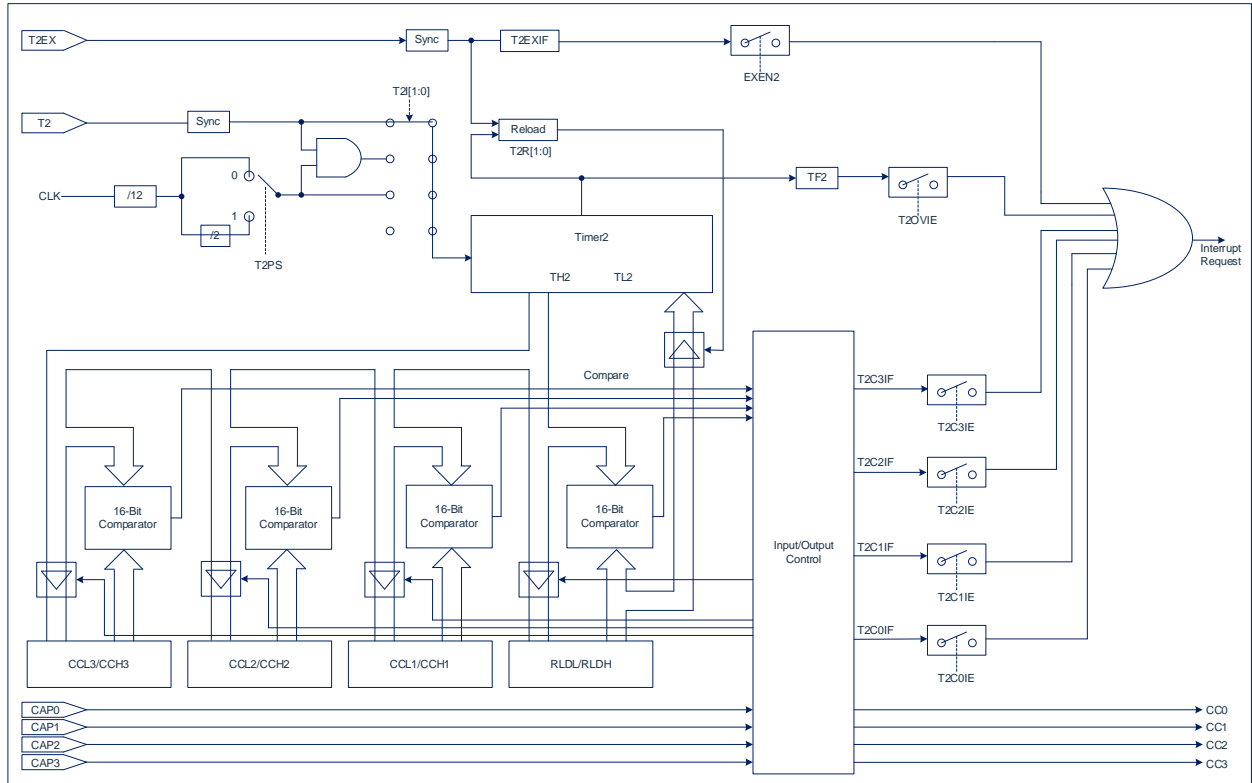 T2EX
Sync
T2EXIF
EXEN2
T2I[1:0]
T2
Sync
Reload
T2R[1:0]
0
CLK
/12
1
/2
T2PS
TF2
T2OVIE
Timer2
TH2
TL2
Interrupt
Request
Compare
T2C3IF
T2C3IE
T2C2IF
T2C2IE
16-Bit
Comparator
16-Bit
Comparator
16-Bit
Comparator
16-Bit
Comparator
Input/Output
Control
T2C1IF
T2C1IE
T2C0IF
T2C0IE
CCL3/CCH3
CCL2/CCH2
CCL1/CCH1
RLDL/RLDH
CAP0
CAP1
CAP2
CAP3
CC0
CC1
CC2
CC3